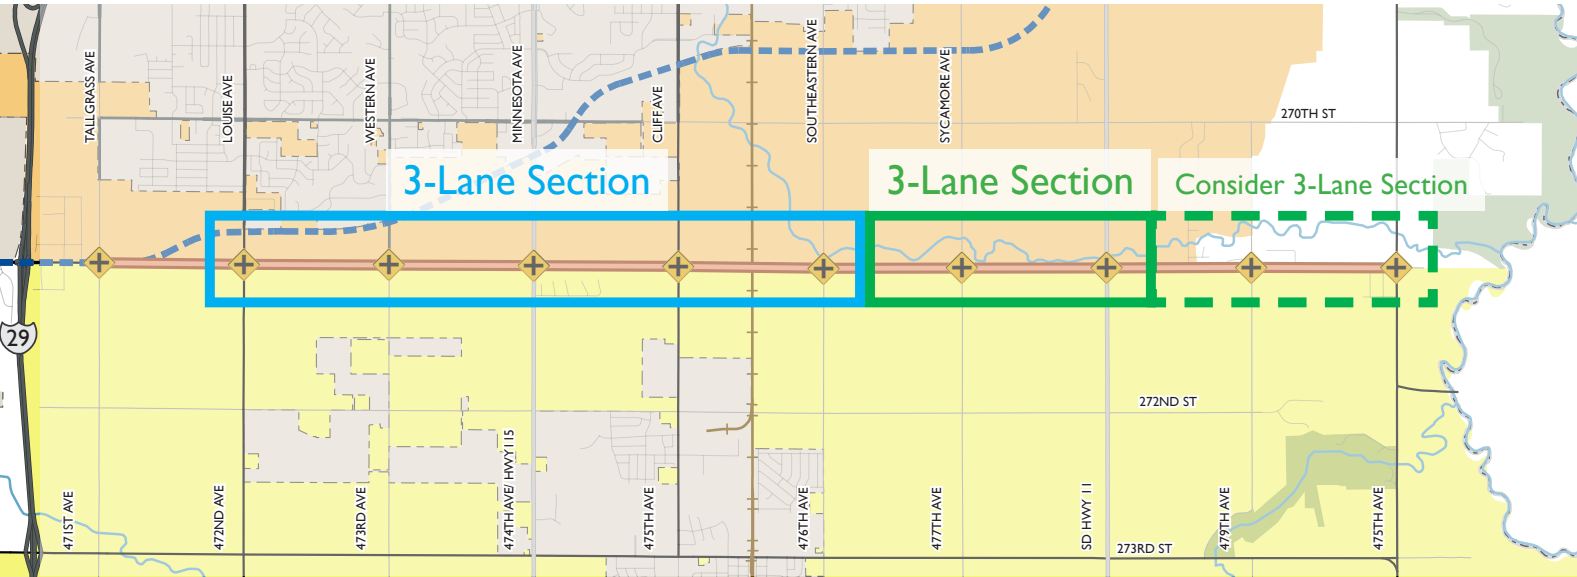 TALLGRASS AVE
LOUISE AVE
WESTERN AVE
MINNESOTA AVE
CLIFF AVE
SOUTHEASTERN AVE
SYCAMORE AVE
270TH ST
3-Lane Section
3-Lane Section
Consider 3-Lane Section
29
272ND ST
471ST AVE
472ND AVE
473RD AVE
474TH AVE/ HWY115
475TH AVE
476TH AVE
477TH AVE
SD HWY 11
479TH AVE
475TH AVE
273RD ST